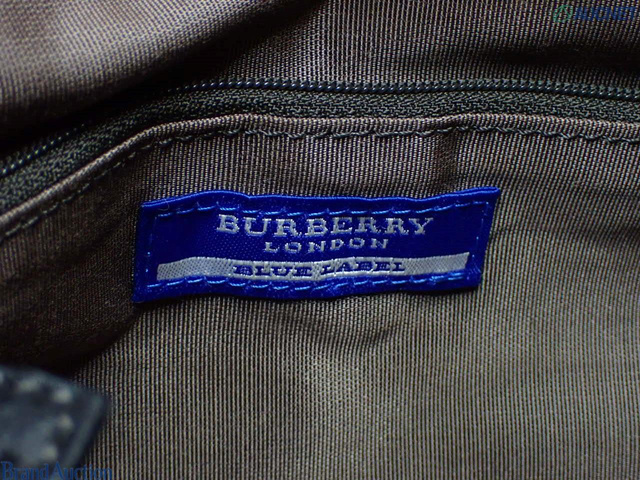 BURBERRY
LONDON
BLUE LABEL
Brand Auction